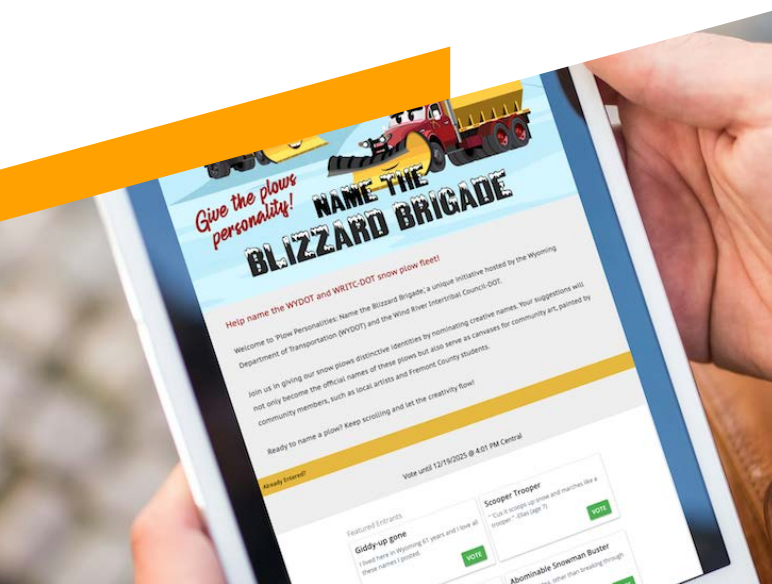 Give the plows
personality!
NAME THE
BLIZZARD BRIGADE
Help name the WYDOT and WRITC-DOT snow plow fleet!
Welcome to 'Plow Personalities: Name the Blizzard Brigade,' a unique initiative hosted by the Wyoming
Department of Transportation (WYDOT) and the Wind River Intertribal Council-DOT.
Join us in giving our snow plows distinctive identities by nominating creative names. Your suggestions will
not only become the official names of these plows but also serve as canvases for community art, painted by
community members, such as local artists and Fremont County students.
Ready to name a plow? Keep scrolling and let the creativity flow!
Already Entered?
Vote until 12/19/2025 @ 4:01 PM Central
Featured Entrants
Giddy-up gone
I lived here in Wyoming 61 years and I love all
these names I posted.
VOTE
Scooper Trooper
"'Cus it scoops up snow and marches like a
trooper." -Elias (age 7)
VOTE
Abominable Snowman Buster
other than breaking through